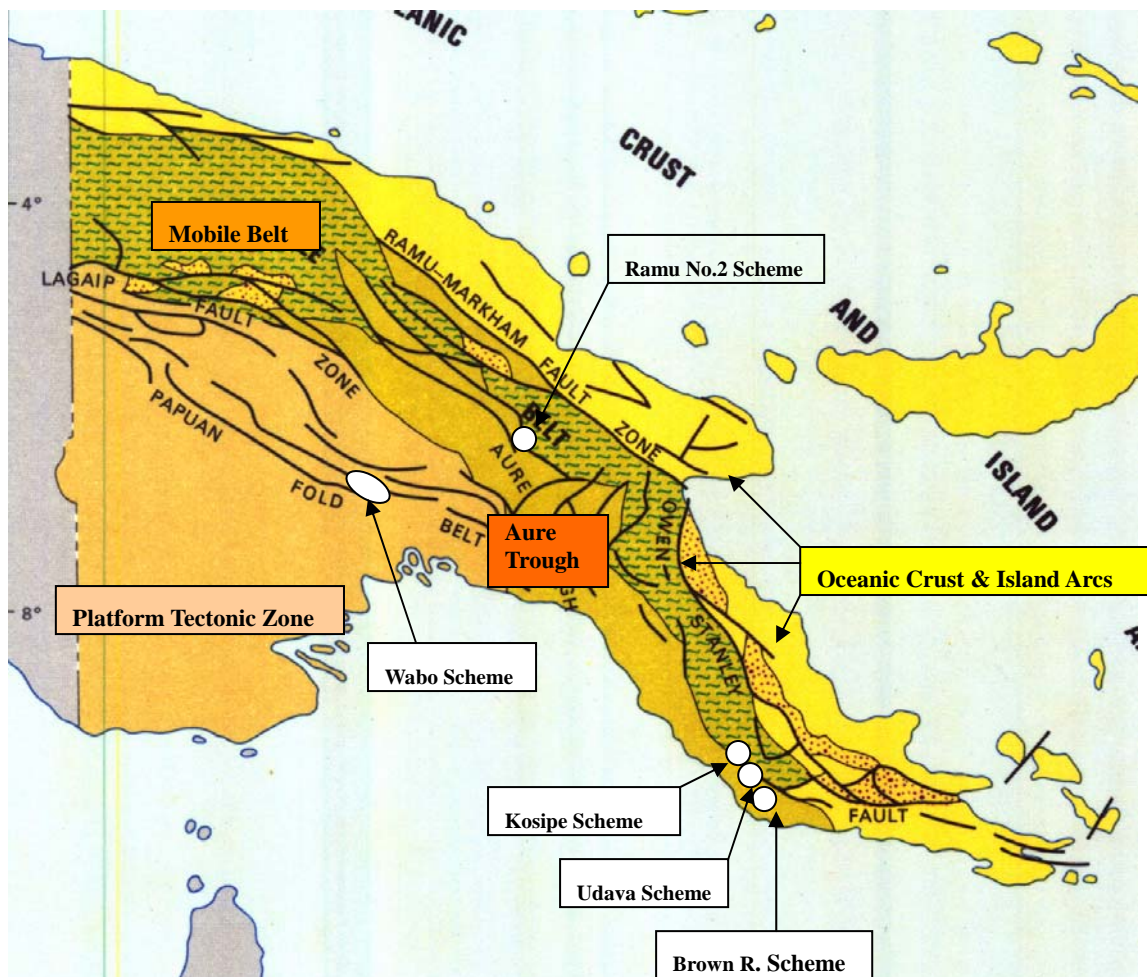 ANIC
CRUST
4°
Mobile Belt
RAMU–MARKHAM
FAULT
ZONE
Ramu No.2 Scheme
LAGAIP
FAULT
ZONE
AND
PAPUAN
FOLD
BELT
BELT
AURE
ISLAND
Aure
Trough
OWEN
STANLEY
FAULT
Oceanic Crust & Island Arcs
8°
Platform Tectonic Zone
Wabo Scheme
Kosipe Scheme
Udava Scheme
Brown R. Scheme